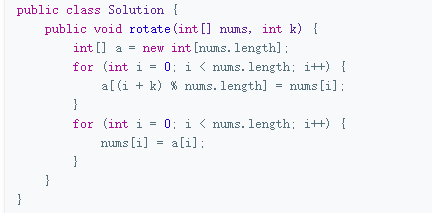 public class Solution {
    public void rotate(int[] nums, int k) {
        int[] a = new int[nums.length];
        for (int i = 0; i < nums.length; i++) {
            a[(i + k) % nums.length] = nums[i];
        }
        for (int i = 0; i < nums.length; i++) {
            nums[i] = a[i];
        }
    }
}